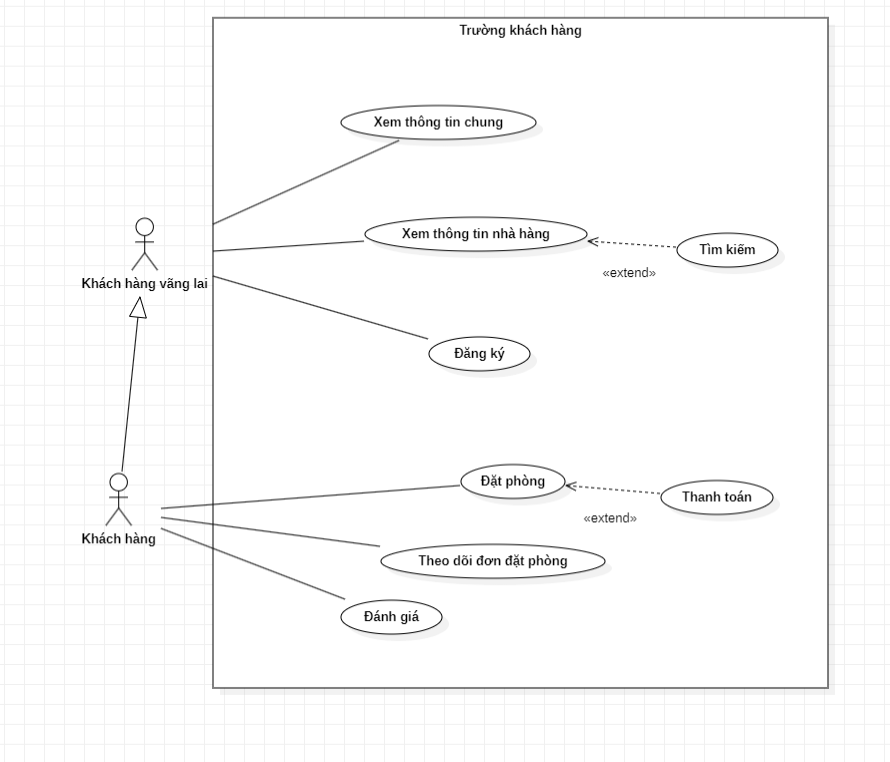 Trường khách hàng
Xem thông tin chung
Xem thông tin nhà hàng
Tìm kiếm
«extend»
Khách hàng vãng lai
Đăng ký
Đặt phòng
Thanh toán
«extend»
Khách hàng
Theo dõi đơn đặt phòng
Đánh giá